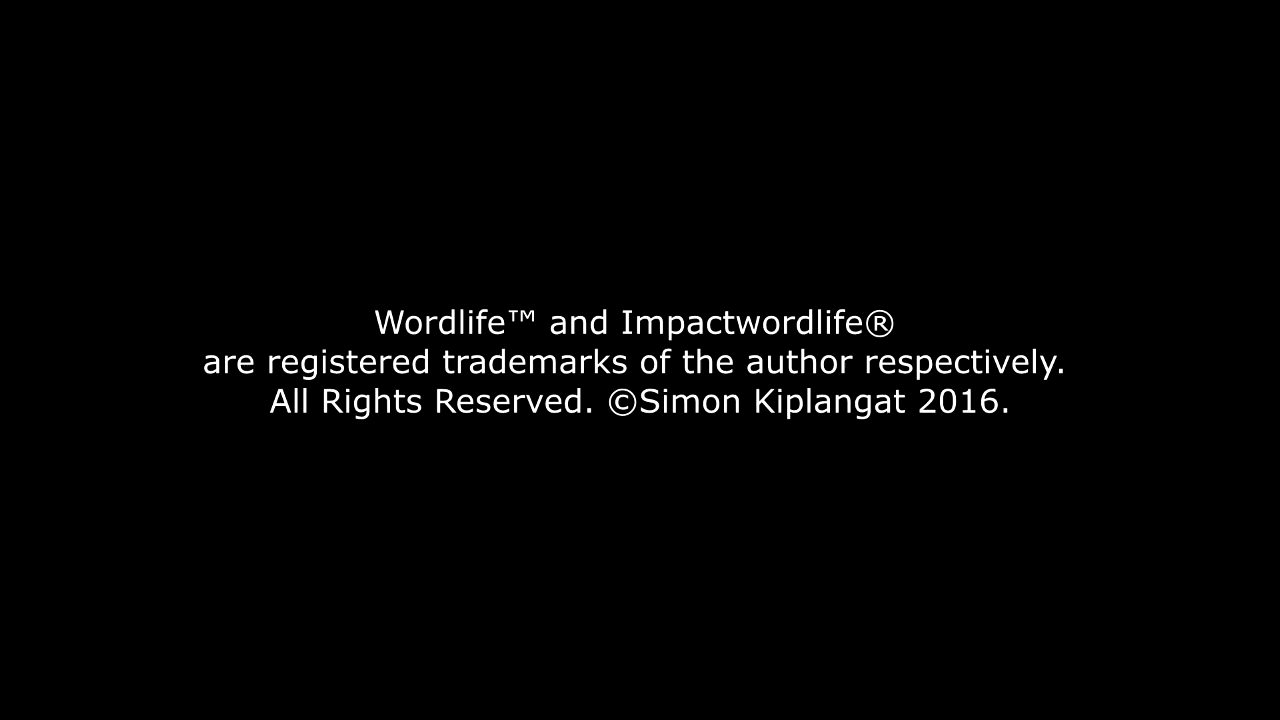 Wordlife™ and Impactwordlife®
are registered trademarks of the author respectively.
All Rights Reserved. ©Simon Kiplangat 2016.